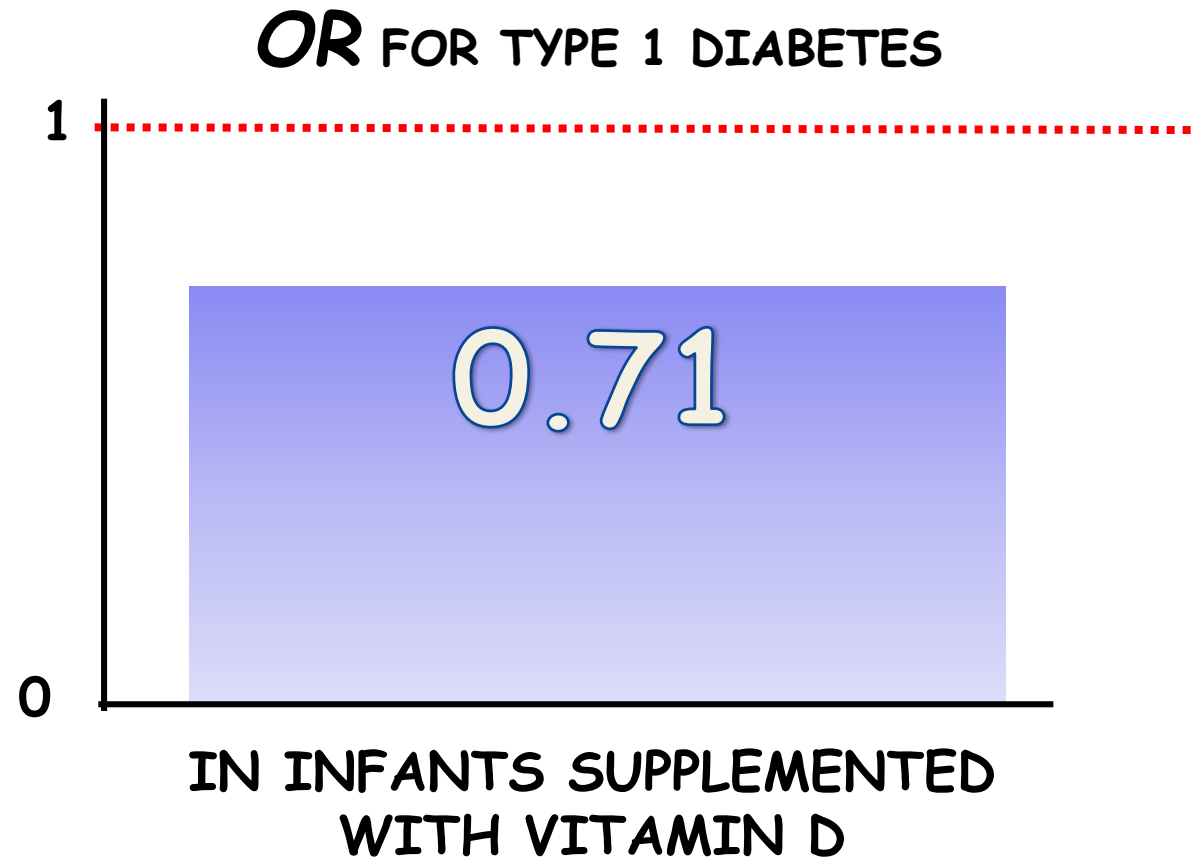 OR FOR TYPE 1 DIABETES
1
0.71
0
IN INFANTS SUPPLEMENTED
WITH VITAMIN D